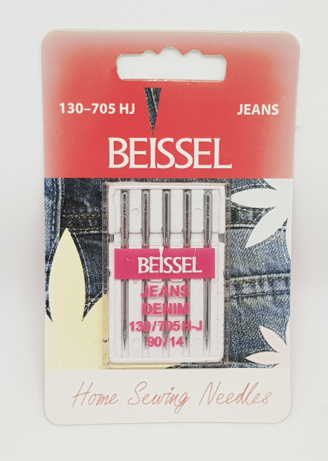 130–705 HJ JEANS
BEISSEL
BEISSEL
JEANS
DENIM
130/705 H-J
90/14
Home Sewing Needles